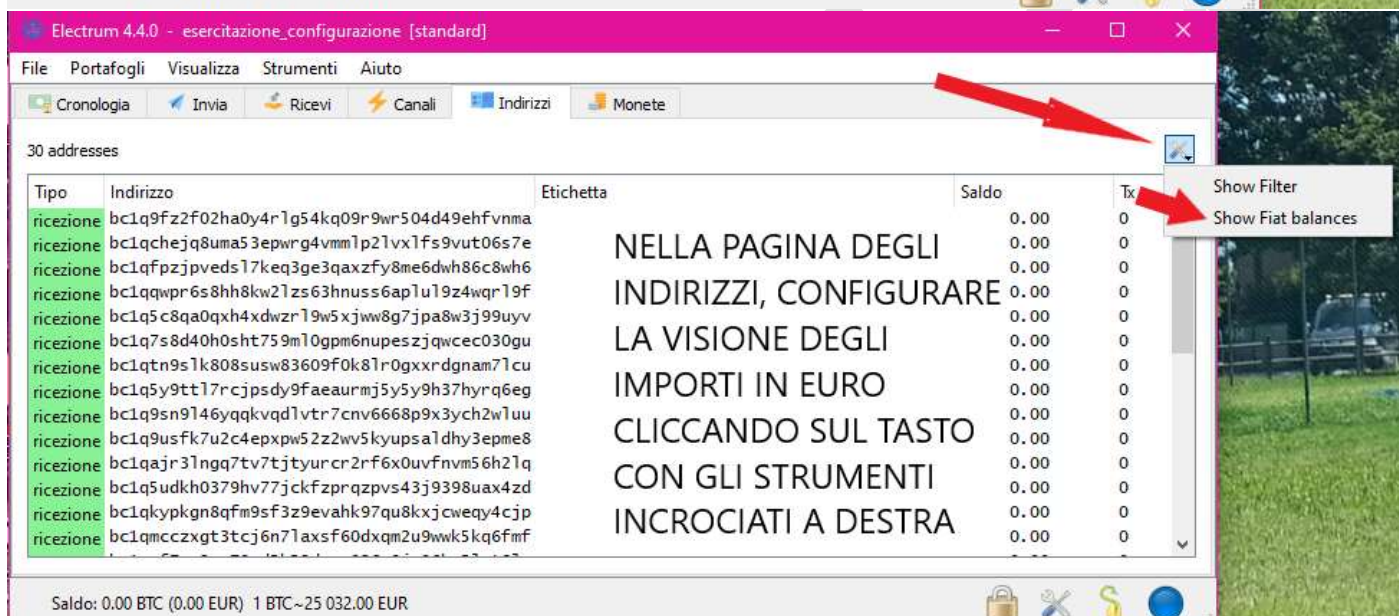 Electrum 4.4.0 - esercitazione_configurazione [standard]
File Portafogli Visualizza Strumenti Aiuto
Cronologia Invia Ricevi Canali Indirizzi Monete
30 addresses
Show Filter
Show Fiat balances
Tipo Indirizzo Etichetta Saldo Tx
ricezione bc1q9fz2f02ha0y4rlg54kq09r9wr504d49ehfvnma 0.00 0
ricezione bc1qchejq8uma53epwrg4vmmlp2lvxlfs9vut06s7e 0.00 0
ricezione bc1qfpzjpveds17keq3ge3qaxzfy8me6dwh86c8wh6 0.00 0
ricezione bc1qqwpr6s8hh8kw2lzs63hnuss6aplul9z4wqrl9f 0.00 0
ricezione bc1q5c8qa0qxh4xdwzrl9w5xjww8g7jpa8w3j99uyv 0.00 0
ricezione bc1q7s8d40h0sht759ml0gpm6nupeszjqwcec030gu 0.00 0
ricezione bc1qtn9slk808susw83609f0k8lr0gxxrdgnam7lcu 0.00 0
ricezione bc1q5y9ttl7rcjpsdy9faeaurmj5y5y9h37hyrq6eg 0.00 0
ricezione bc1q9sn9l46yqqkvqdlvtr7cnv6668p9x3ych2wluu 0.00 0
ricezione bc1q9usfk7u2c4epxpw52z2wv5kyupsaldhy3epme8 0.00 0
ricezione bc1qajr3lngq7tv7tjtyurcr2rf6x0uvfnvm56h2lq 0.00 0
ricezione bc1q5udkh0379hv77jckfzprqzpvs43j9398uax4zd 0.00 0
ricezione bc1qkypkgn8qfm9sf3z9evahk97qu8kxjcweqy4cjp 0.00 0
ricezione bc1qmcczxgt3tcj6n7laxsf60dxqm2u9wwk5kq6fmf 0.00 0
NELLA PAGINA DEGLI
INDIRIZZI, CONFIGURARE
LA VISIONE DEGLI
IMPORTI IN EURO
CLICCANDO SUL TASTO
CON GLI STRUMENTI
INCROCIATI A DESTRA
Saldo: 0.00 BTC (0.00 EUR) 1 BTC~25 032.00 EUR